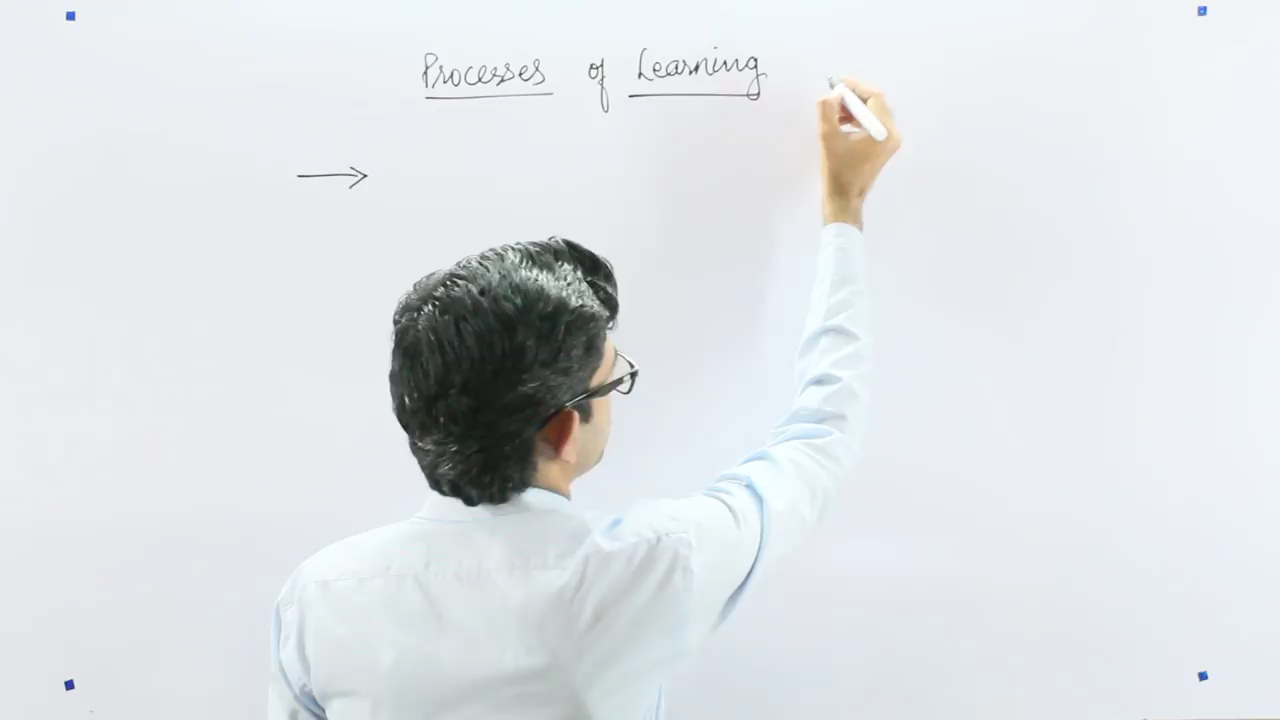 Processes of Learning
→